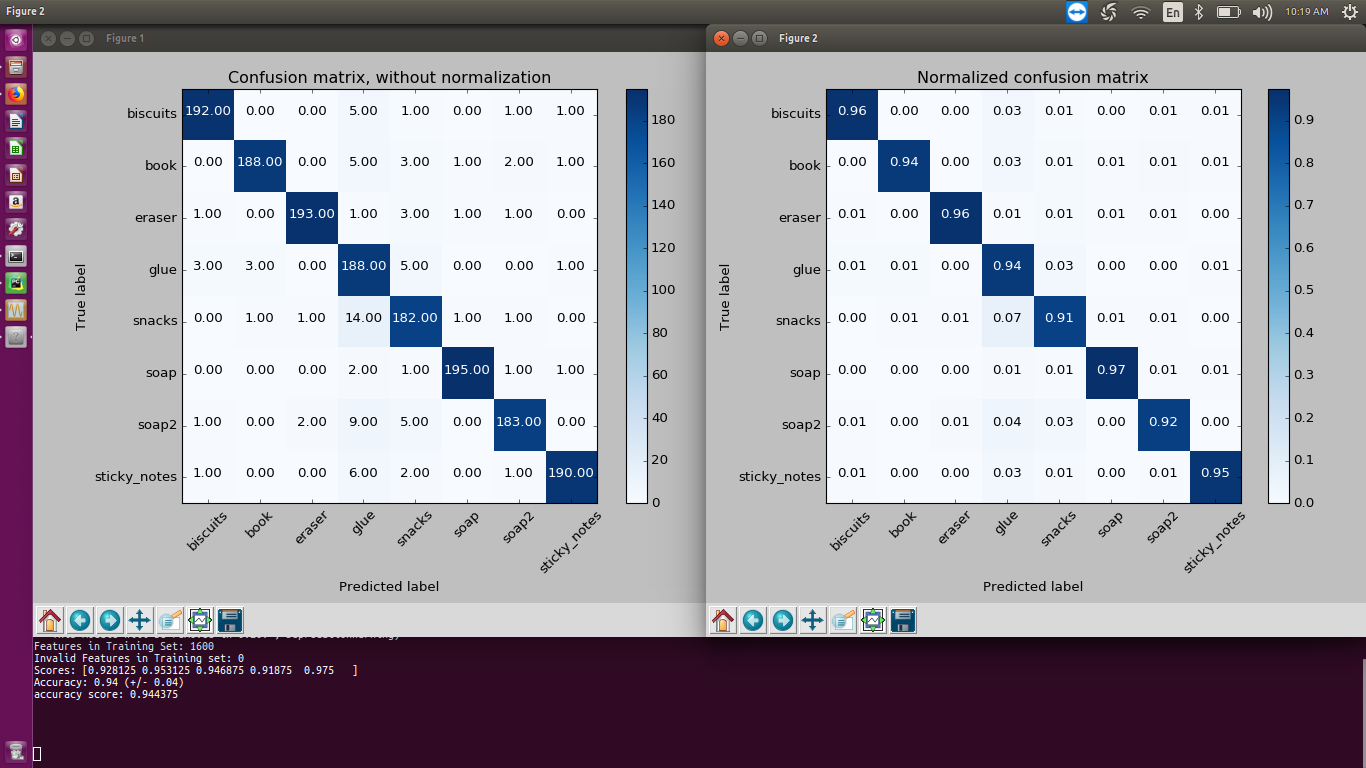 Figure 2
En
10:19 AM
Figure 1
Confusion matrix, without normalization
biscuits 192.00 0.00 0.00 5.00 1.00 0.00 1.00 1.00
book 0.00 188.00 0.00 5.00 3.00 1.00 2.00 1.00
eraser 1.00 0.00 193.00 1.00 3.00 1.00 1.00 0.00
glue 3.00 3.00 0.00 188.00 5.00 0.00 0.00 1.00
snacks 0.00 1.00 1.00 14.00 182.00 1.00 1.00 0.00
soap 0.00 0.00 0.00 2.00 1.00 195.00 1.00 1.00
soap2 1.00 0.00 2.00 9.00 5.00 0.00 183.00 0.00
sticky_notes 1.00 0.00 0.00 6.00 2.00 0.00 1.00 190.00
True label
biscuits book eraser glue snacks soap soap2 sticky_notes
Predicted label
180
160
140
120
100
80
60
40
20
0
Figure 2
Normalized confusion matrix
biscuits 0.96 0.00 0.00 0.03 0.01 0.00 0.01 0.01
book 0.00 0.94 0.00 0.03 0.01 0.01 0.01 0.01
eraser 0.01 0.00 0.96 0.01 0.01 0.01 0.01 0.00
glue 0.01 0.01 0.00 0.94 0.03 0.00 0.00 0.01
snacks 0.00 0.01 0.01 0.07 0.91 0.01 0.01 0.00
soap 0.00 0.00 0.00 0.01 0.01 0.97 0.01 0.01
soap2 0.01 0.00 0.01 0.04 0.03 0.00 0.92 0.00
sticky_notes 0.01 0.00 0.00 0.03 0.01 0.00 0.01 0.95
True label
biscuits book eraser glue snacks soap soap2 sticky_notes
Predicted label
0.9
0.8
0.7
0.6
0.5
0.4
0.3
0.2
0.1
0.0
Features in Training Set: 1600
Invalid Features in Training set: 0
Scores: [0.928125 0.953125 0.946875 0.91875 0.975 ]
Accuracy: 0.94 (+/- 0.04)
accuracy score: 0.944375